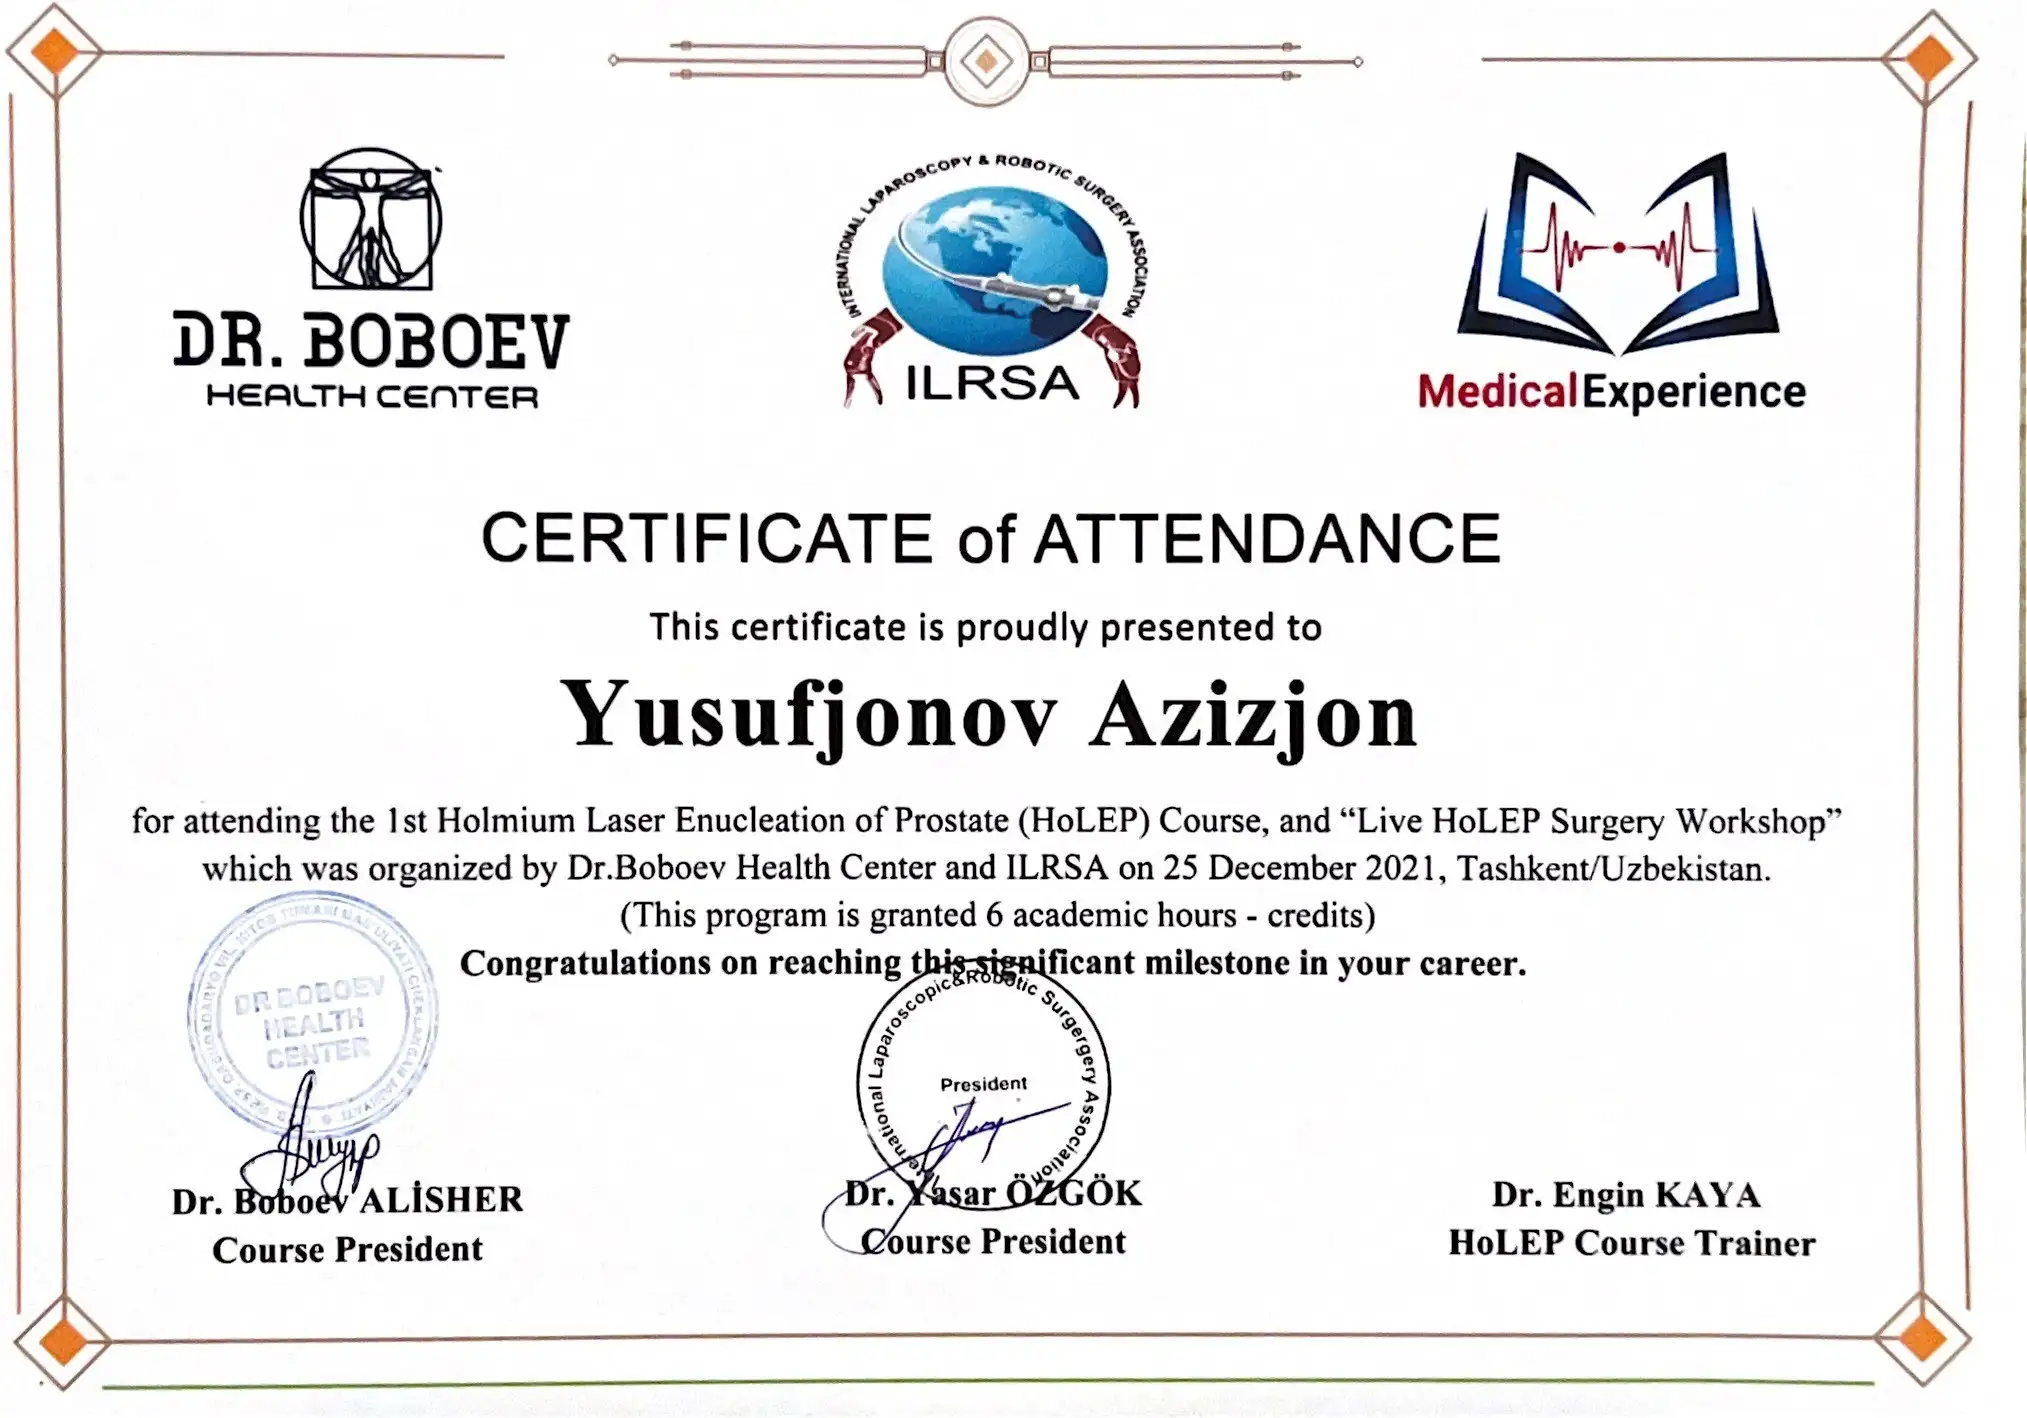 DR. BOBOEV
HEALTH CENTER
INTERNATIONAL LAPAROSCOPY & ROBOTIC SURGERY ASSOCIATION
ILRSA
MedicalExperience
CERTIFICATE of ATTENDANCE
This certificate is proudly presented to
Yusufjonov Azizjon
for attending the 1st Holmium Laser Enucleation of Prostate (HoLEP) Course, and “Live HoLEP Surgery Workshop”
which was organized by Dr.Boboev Health Center and ILRSA on 25 December 2021, Tashkent/Uzbekistan.
(This program is granted 6 academic hours - credits)
Congratulations on reaching this significant milestone in your career.
DR BOBOEV
HEALTH
CENTER
Laparoscopic&Robotic Surgergery Association
President
Dr. Boboev ALİSHER
Course President
Dr. Yasar ÖZGÖK
Course President
Dr. Engin KAYA
HoLEP Course Trainer